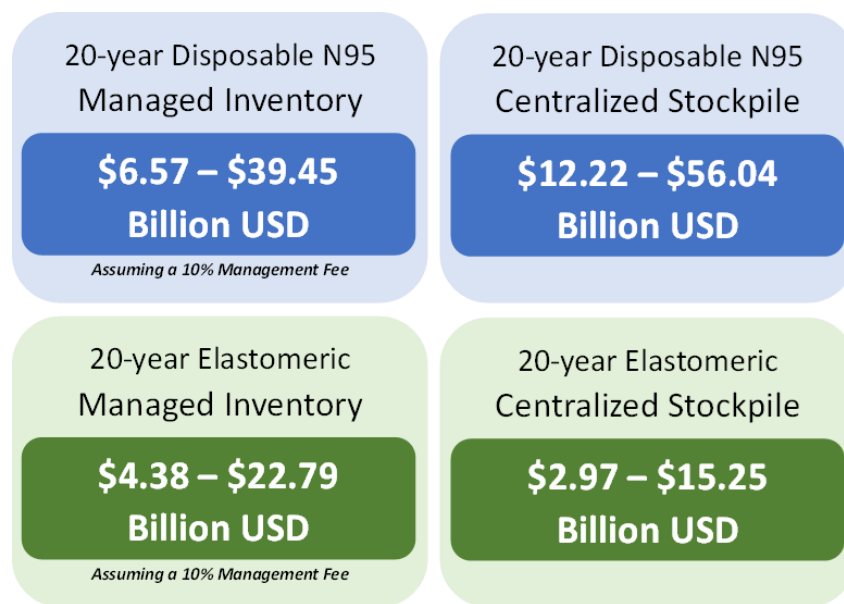 20-year Disposable N95
Managed Inventory
$6.57 – $39.45
Billion USD
Assuming a 10% Management Fee
20-year Disposable N95
Centralized Stockpile
$12.22 – $56.04
Billion USD
20-year Elastomeric
Managed Inventory
$4.38 – $22.79
Billion USD
Assuming a 10% Management Fee
20-year Elastomeric
Centralized Stockpile
$2.97 – $15.25
Billion USD